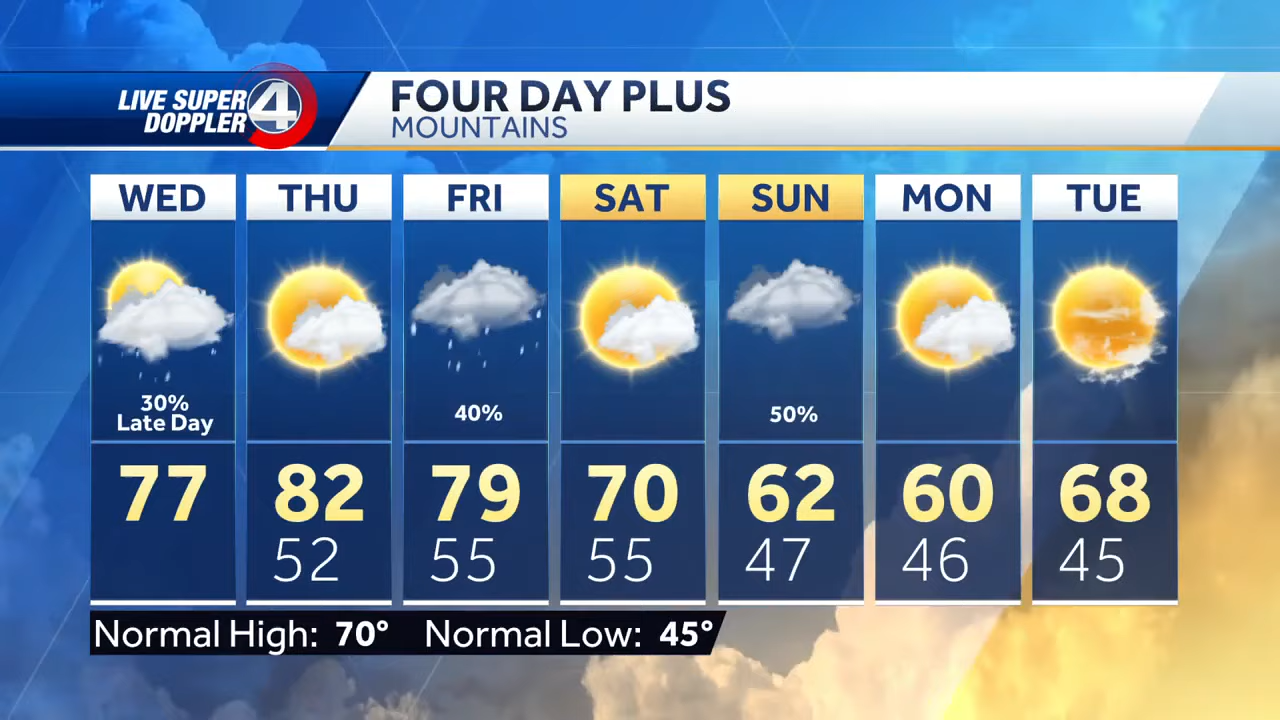 LIVE SUPER
DOPPLER 4
FOUR DAY PLUS
MOUNTAINS
WED THU FRI SAT SUN MON TUE
30% 40% 50%
Late Day
77 82 79 70 62 60 68
52 55 55 47 46 45
Normal High: 70° Normal Low: 45°